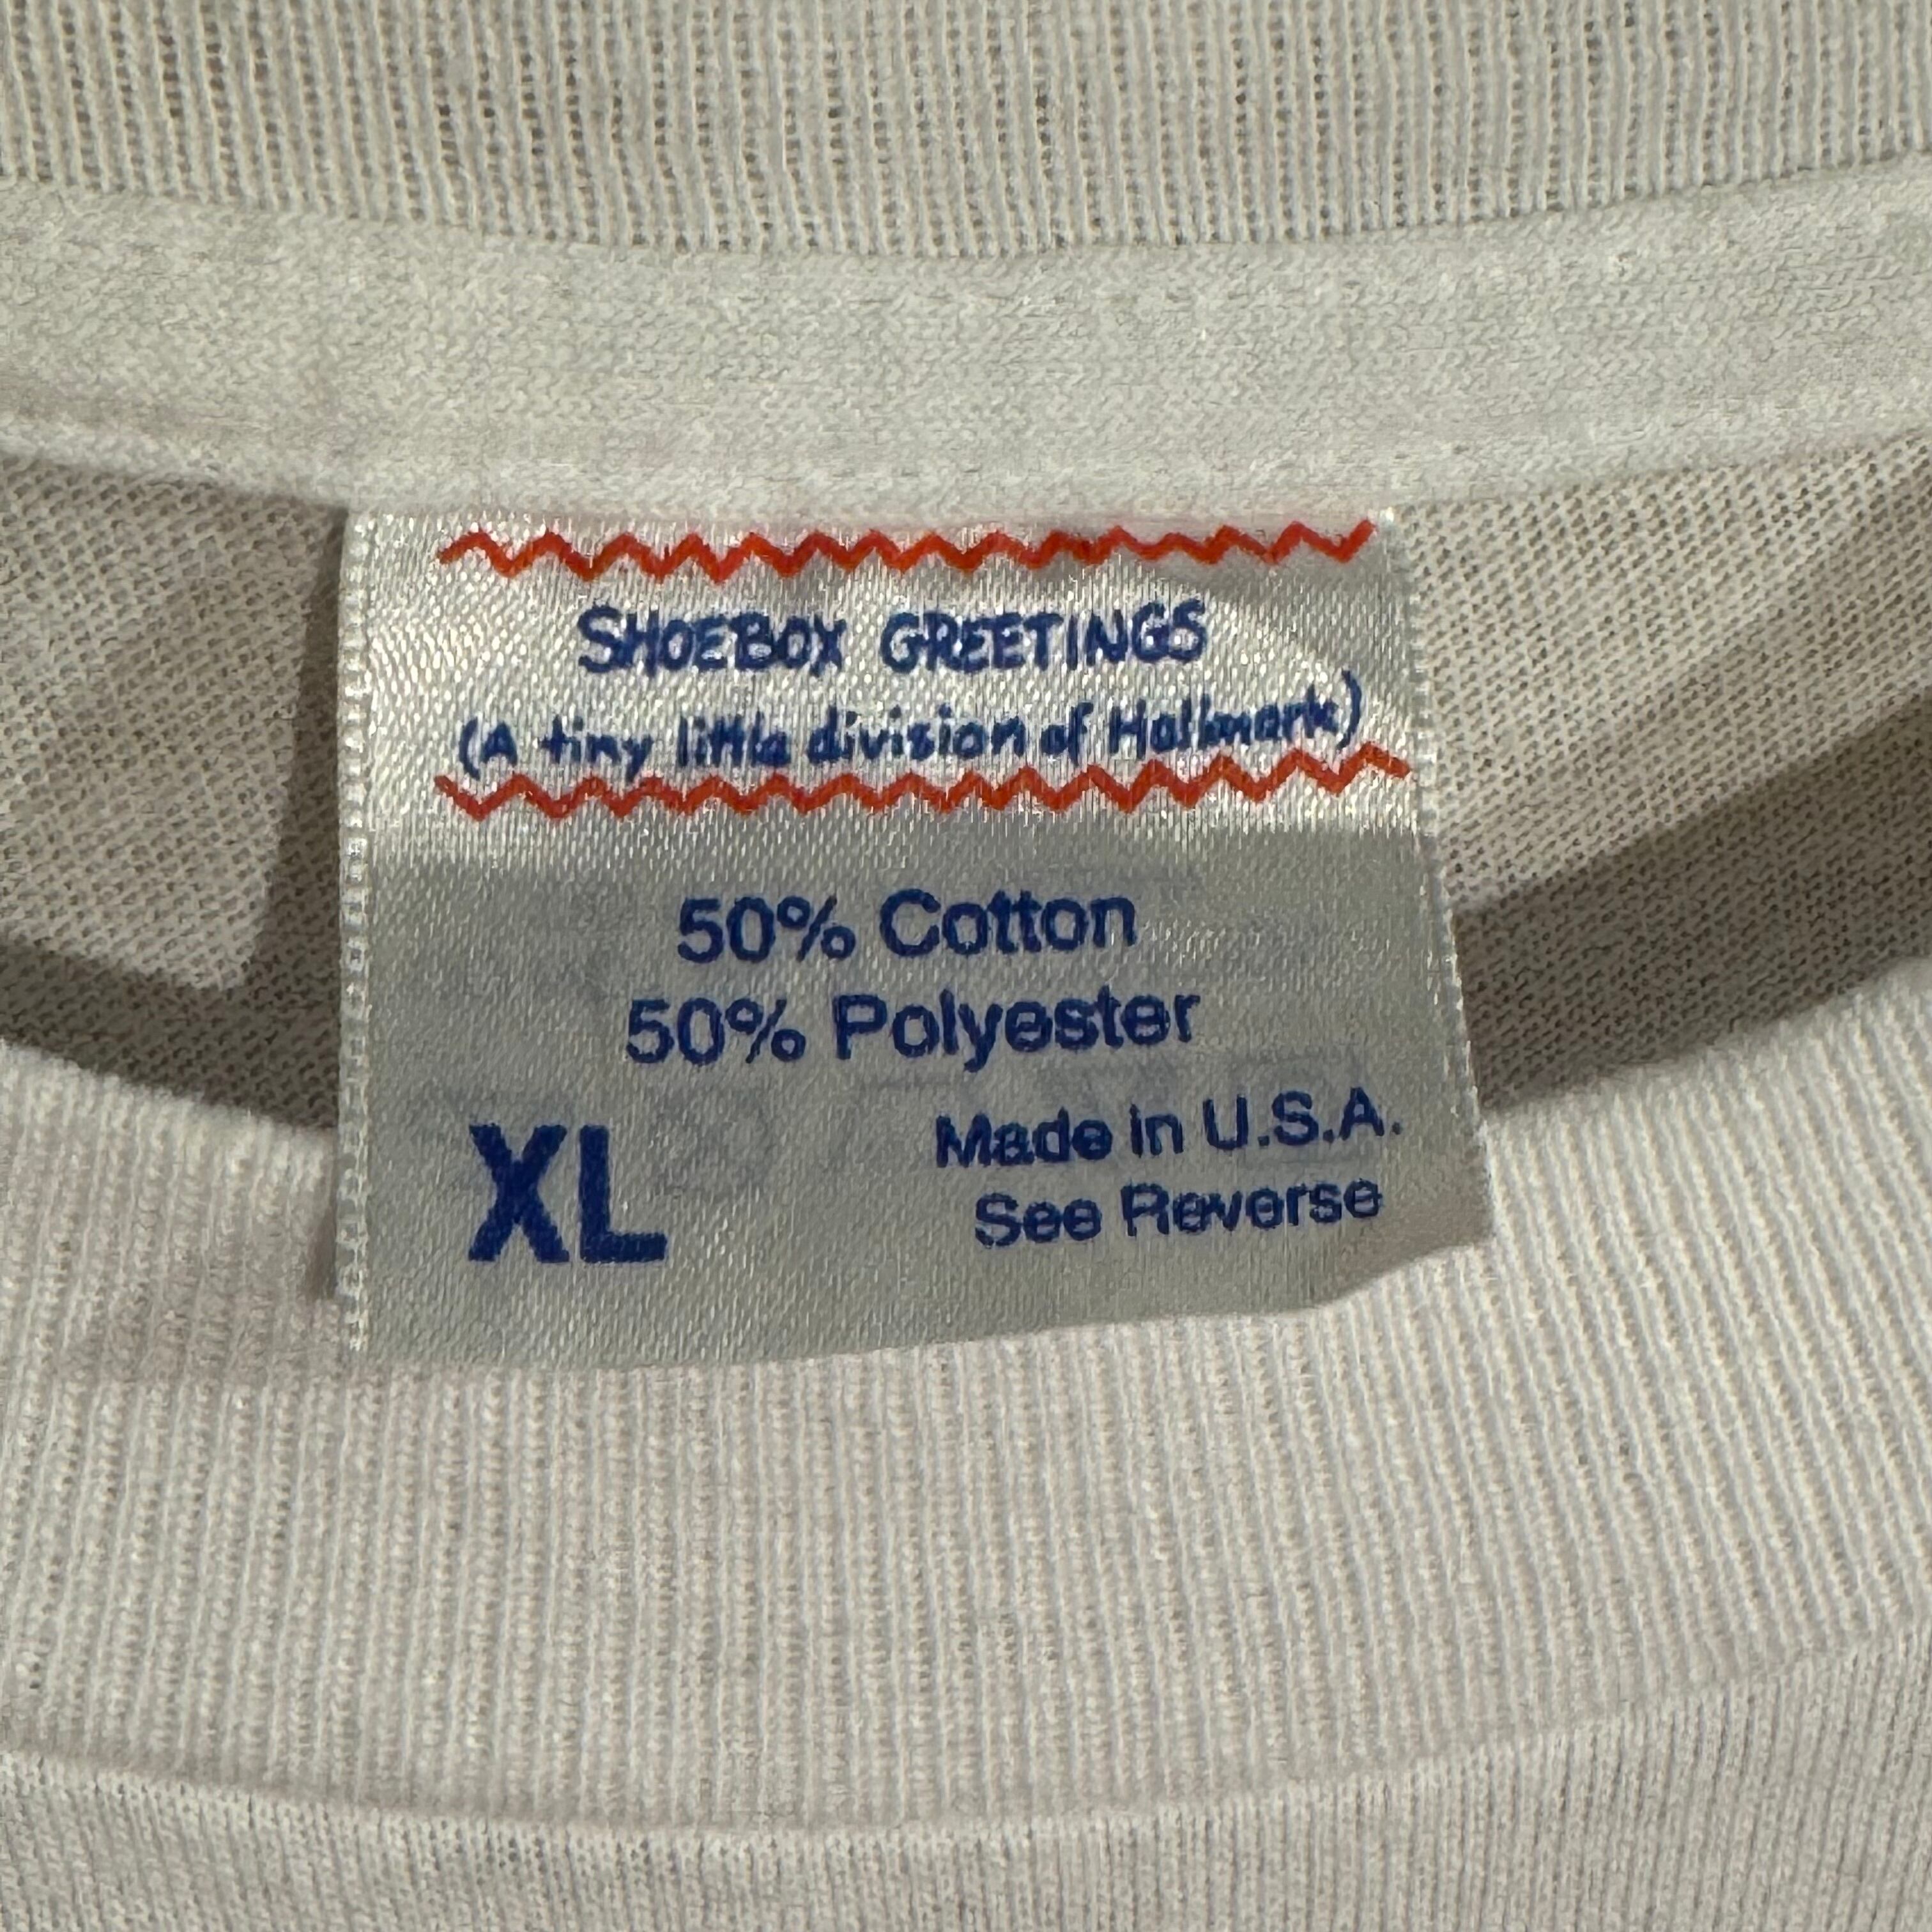 SHOEBOX GREETINGS
(A tiny little division of Hallmark)
50% Cotton
50% Polyester
XL
Made in U.S.A.
See Reverse